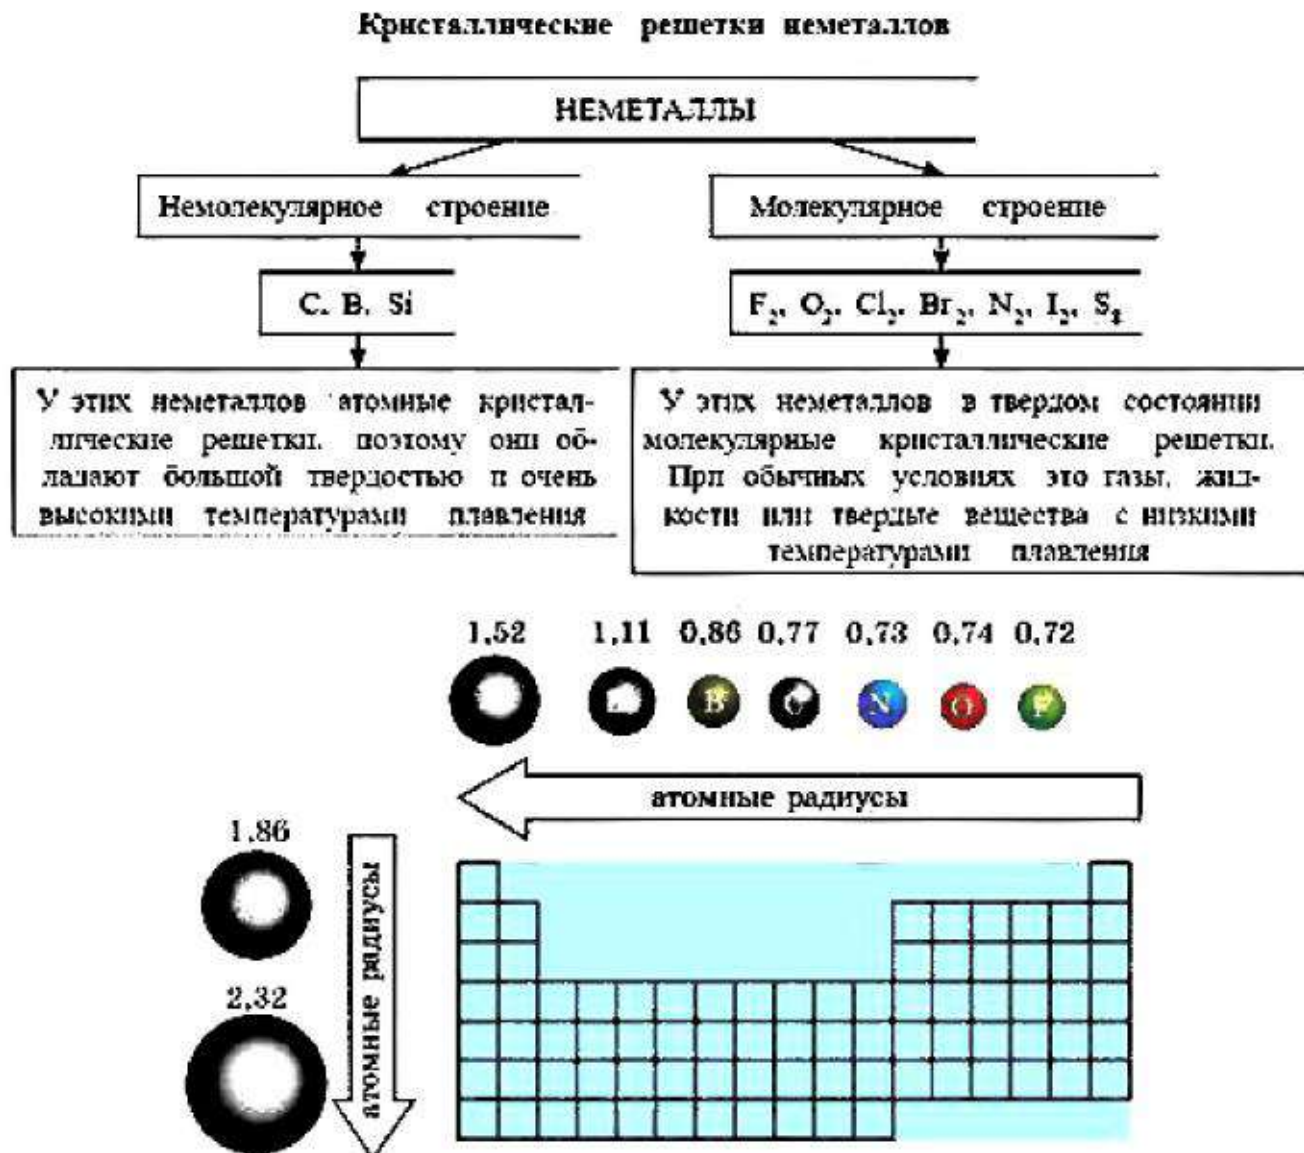 Кристаллические решетки неметаллов
НЕМЕТАЛЛЫ
Немолекулярное строение
Молекулярное строение
C, B, Si
F₂, O₂, Cl₂, Br₂, N₂, I₂, S₈
У этих неметаллов атомные кристал-
лические решетки, поэтому они об-
ладают большой твердостью и очень
высокими температурами плавления
У этих неметаллов в твердом состоянии
молекулярные кристаллические решетки.
При обычных условиях это газы, жид-
кости или твердые вещества с низкими
температурами плавления
1,52 1,11 0,86 0,77 0,73 0,74 0,72
B C N O F
атомные радиусы
1,86
2,32
атомные радиусы